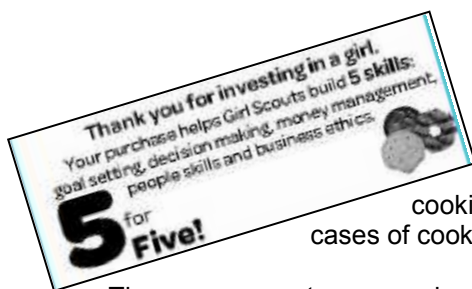 Thank you for investing in a girl.
Your purchase helps Girl Scouts build 5 skills:
goal setting, decision making, money management,
people skills and business ethics.
5 for
Five!
cooki
cases of cook